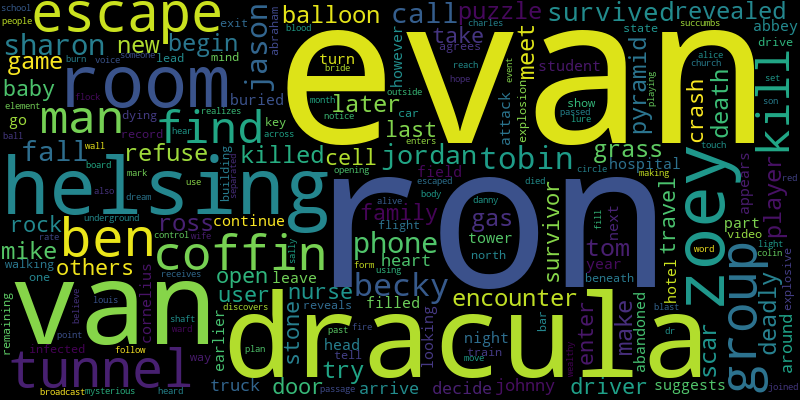 school
people
escape
exit
abraham
jason
balloon
call
puzzle
survived
revealed
charles
succumbs
blood
burn
voice
someone
sharon
new
begin
evan
turn
bride
however
take
agrees
reach
hope
meet
state
alice
church
abbey
drive
game
room
lead
mind
later
student
event
explosion
pyramid
crash
death
set
son
baby
element
flock
buried
dying
month
outside
notice
car
attack
show
passed
lure
playing
kill
go
man
find
realizes
record
key
across
last
ball
wall
hear
fall
board
refuse
killed
cell
jordan
tobin
grass
circle
making
touch
zoey
player
appears
red
mark
building
separated
opening
enters
field
hospital
helsing
ron
alive
escaped
died
body
danny
also
dream
use
underground
rock
ross
continue
family
gas
survivor
fill
tom
next
travel
part
word
video
light
colin
rate
control
wife
phone
flight
tower
year
mike
ben
coffin
heart
north
beneath
group
deadly
explosive
walking
others
sally
form
using
hotel
one
open
leave
becky
encounter
van
receives
user
nurse
filled
believe
louis
cornelius
reveals
discovers
stone
dracula
earlier
looking
bar
enter
make
abandoned
blast
scar
around
remaining
point
shaft
ward
past
fire
night
infected
head
tell
train
dr
tunnel
follow
way
plan
door
try
move
wealthy
suggests
broadcast
mysterious
heard
truck
passage
arrive
decide
johnny
driver
joined